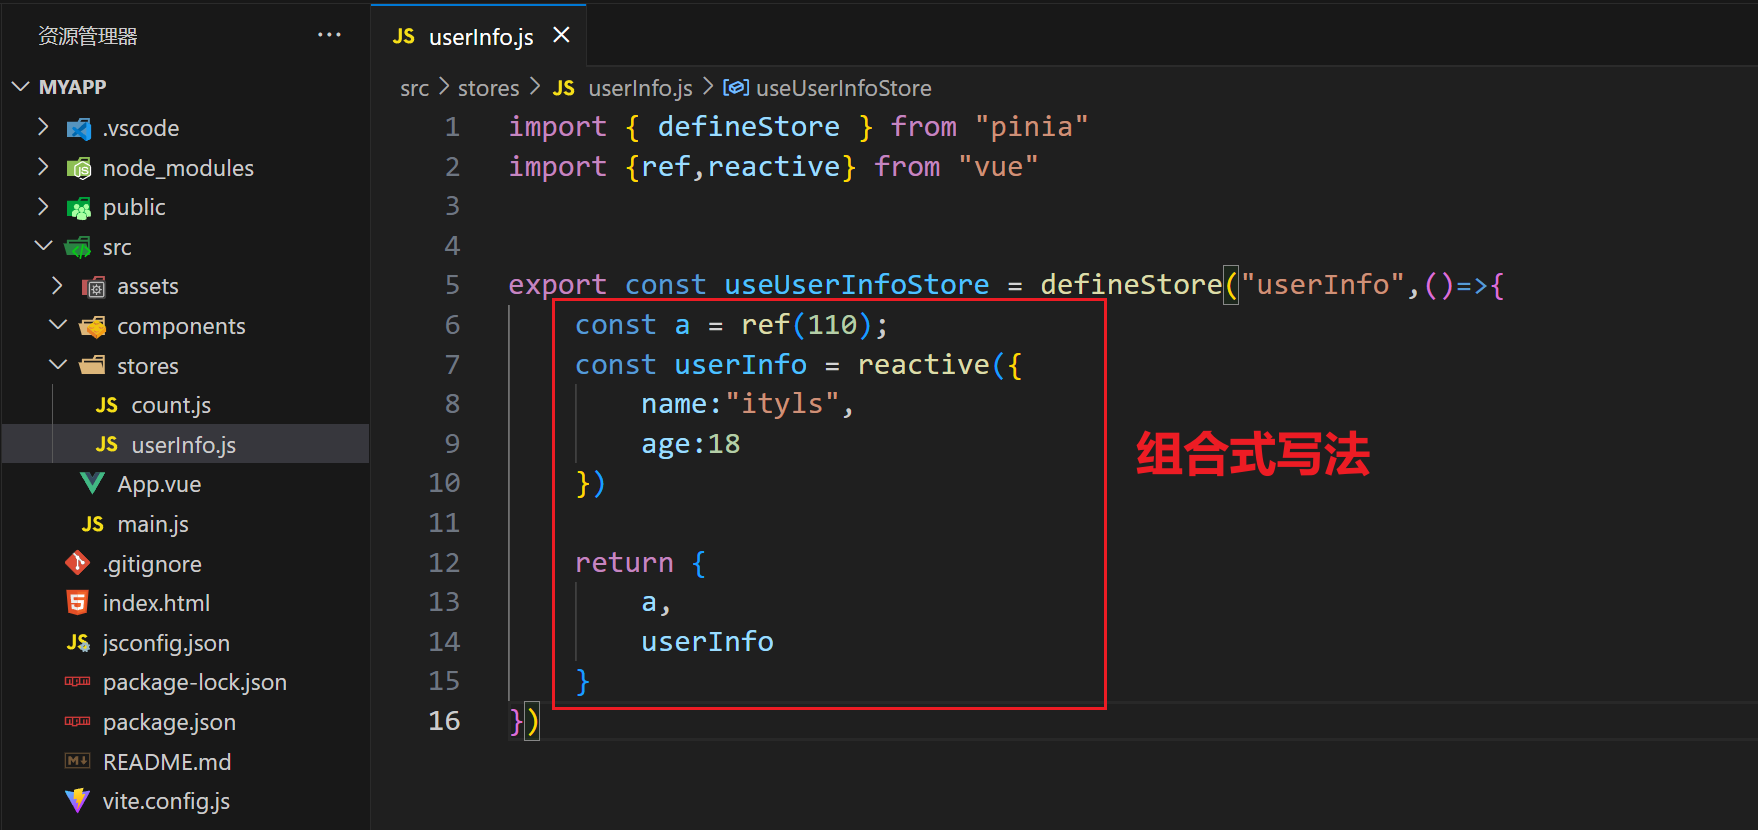 资源管理器
MYAPP
.vscode
node_modules
public
src
assets
components
stores
JS count.js
JS userInfo.js
App.vue
JS main.js
.gitignore
index.html
JS jsconfig.json
package-lock.json
package.json
README.md
vite.config.js
JS userInfo.js
src > stores > JS userInfo.js > useUserInfoStore
1 import { defineStore } from "pinia"
2 import {ref,reactive} from "vue"
3
4
5 export const useUserInfoStore = defineStore("userInfo",()=>{
6 const a = ref(110);
7 const userInfo = reactive({
8 name:"ityls",
9 age:18
10 })
11
12 return {
13 a,
14 userInfo
15 }
16 })
组合式写法